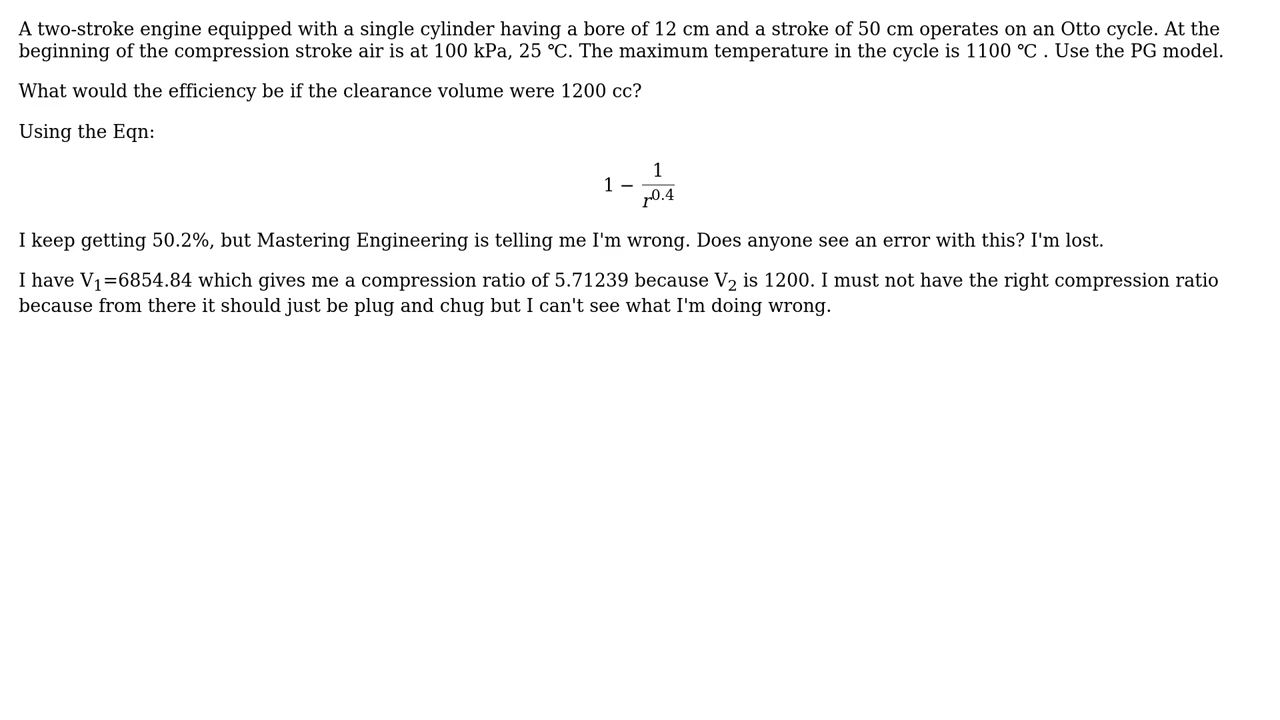 A two-stroke engine equipped with a single cylinder having a bore of 12 cm and a stroke of 50 cm operates on an Otto cycle. At the
beginning of the compression stroke air is at 100 kPa, 25 ℃. The maximum temperature in the cycle is 1100 ℃ . Use the PG model.
What would the efficiency be if the clearance volume were 1200 cc?
Using the Eqn:
1 − 1/r^0.4
I keep getting 50.2%, but Mastering Engineering is telling me I'm wrong. Does anyone see an error with this? I'm lost.
I have V₁=6854.84 which gives me a compression ratio of 5.71239 because V₂ is 1200. I must not have the right compression ratio
because from there it should just be plug and chug but I can't see what I'm doing wrong.